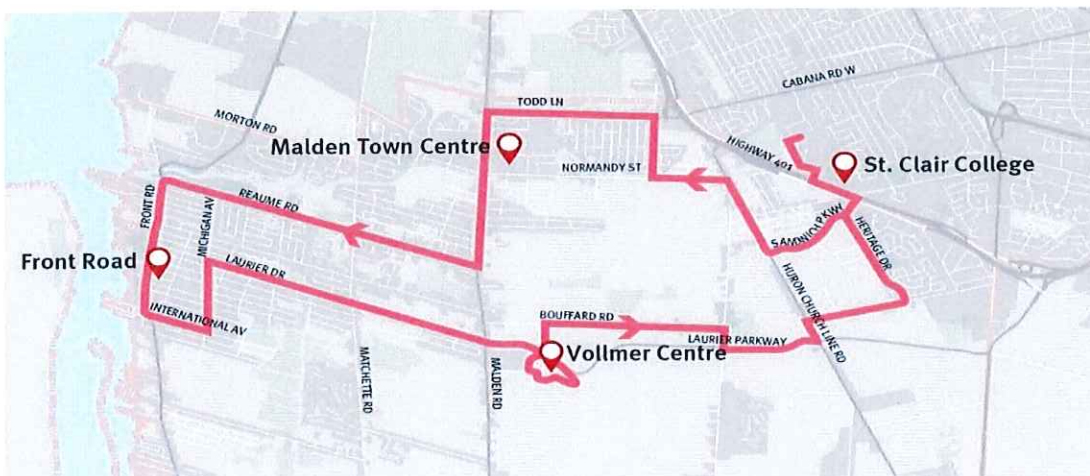 CABANA RD W
TODD LN
MORTON RD
Malden Town Centre
HIGHWAY 401
NORMANDY ST
St. Clair College
FRONT RD
REAUME RD
MICHIGAN AV
SANDWICH PKWY
HERITAGE DR
Front Road
LAURIER DR
HURON CHURCH LINE RD
INTERNATIONAL AV
BOUFFARD RD
LAURIER PARKWAY
Vollmer Centre
MATCHETTE RD
MALDEN RD